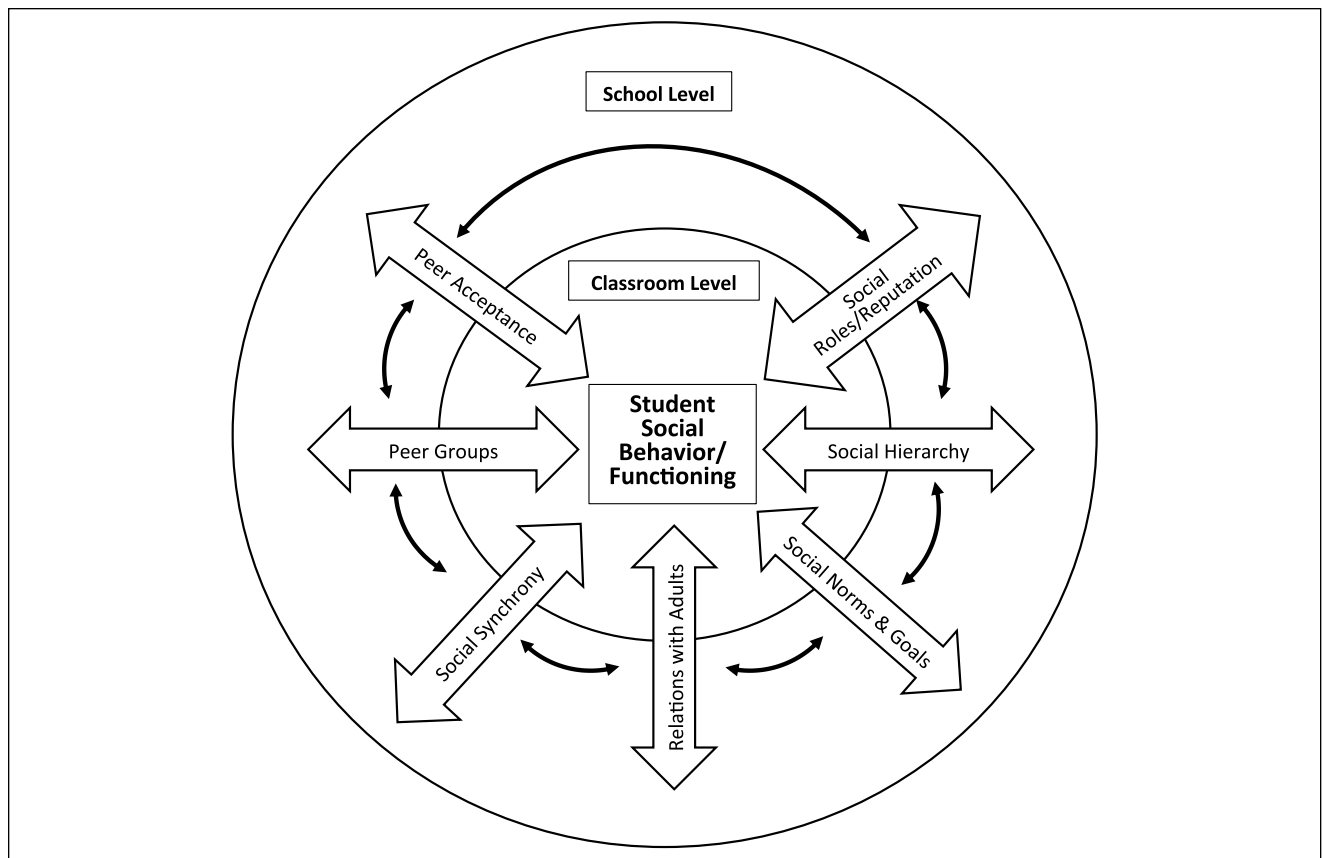 School Level
Classroom Level
Peer Acceptance
Social
Roles/Reputation
Student
Social
Behavior/
Functioning
Peer Groups
Social Hierarchy
Social Synchrony
Relations with Adults
Social Norms & Goals